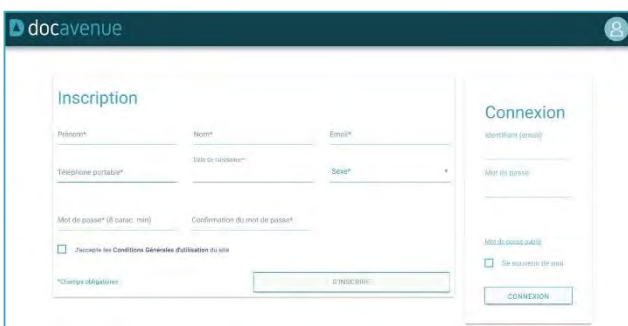 docavenue
Inscription
Prénom*
Nom*
Email*
Date de naissance*
Téléphone portable*
Sexe*
Mot de passe* (8 carac. min)
Confirmation du mot de passe*
J'accepte les Conditions Générales d'utilisation du site
*Champs obligatoires
S'INSCRIRE
Connexion
Identifiant (email)
Mot de passe
Mot de passe oublié
Se souvenir de moi
CONNEXION